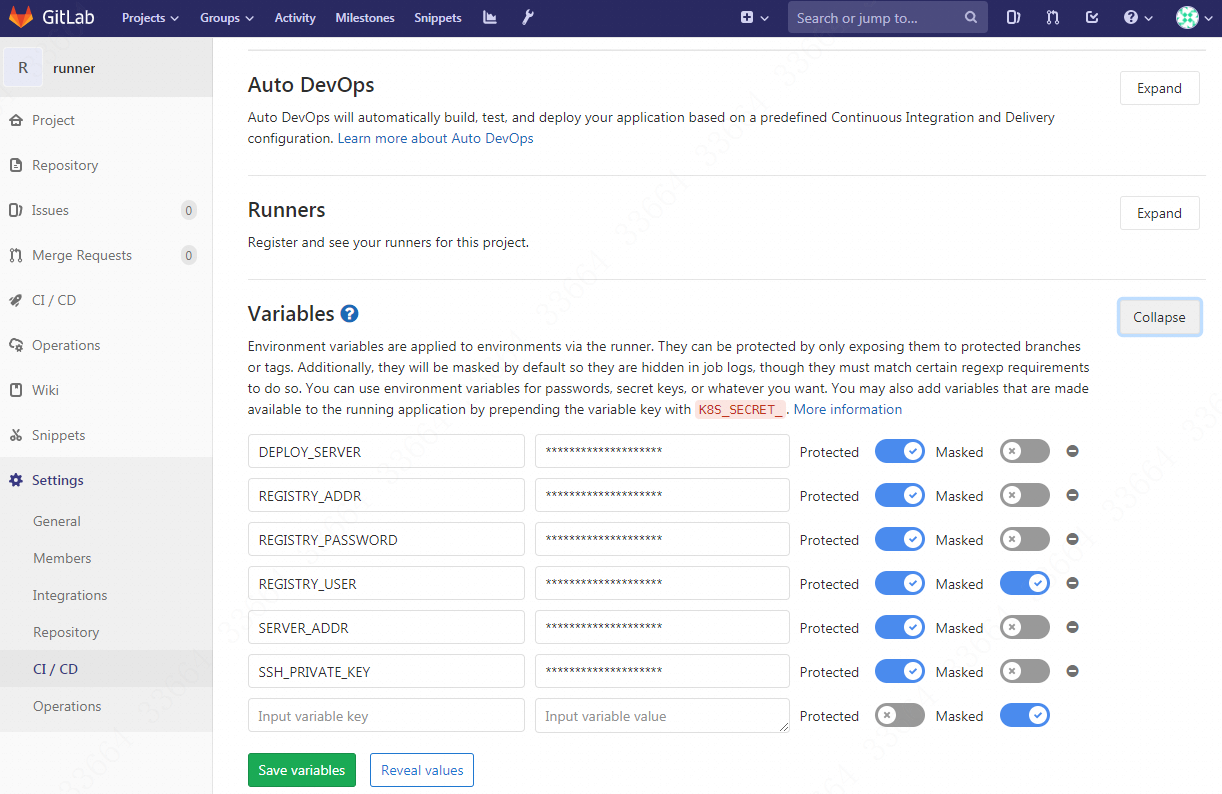 GitLab Projects Groups Activity Milestones Snippets Search or jump to...
R runner
Project
Repository
Issues 0
Merge Requests 0
CI / CD
Operations
Wiki
Snippets
Settings
General
Members
Integrations
Repository
CI / CD
Operations
Auto DevOps
Expand
Auto DevOps will automatically build, test, and deploy your application based on a predefined Continuous Integration and Delivery
configuration. Learn more about Auto DevOps
Runners
Expand
Register and see your runners for this project.
Variables ?
Collapse
Environment variables are applied to environments via the runner. They can be protected by only exposing them to protected branches
or tags. Additionally, they will be masked by default so they are hidden in job logs, though they must match certain regexp requirements
to do so. You can use environment variables for passwords, secret keys, or whatever you want. You may also add variables that are made
available to the running application by prepending the variable key with K8S_SECRET_. More information
DEPLOY_SERVER ******************** Protected Masked
REGISTRY_ADDR ******************** Protected Masked
REGISTRY_PASSWORD ******************** Protected Masked
REGISTRY_USER ******************** Protected Masked
SERVER_ADDR ******************** Protected Masked
SSH_PRIVATE_KEY ******************** Protected Masked
Input variable key Input variable value Protected Masked
Save variables Reveal values
33661